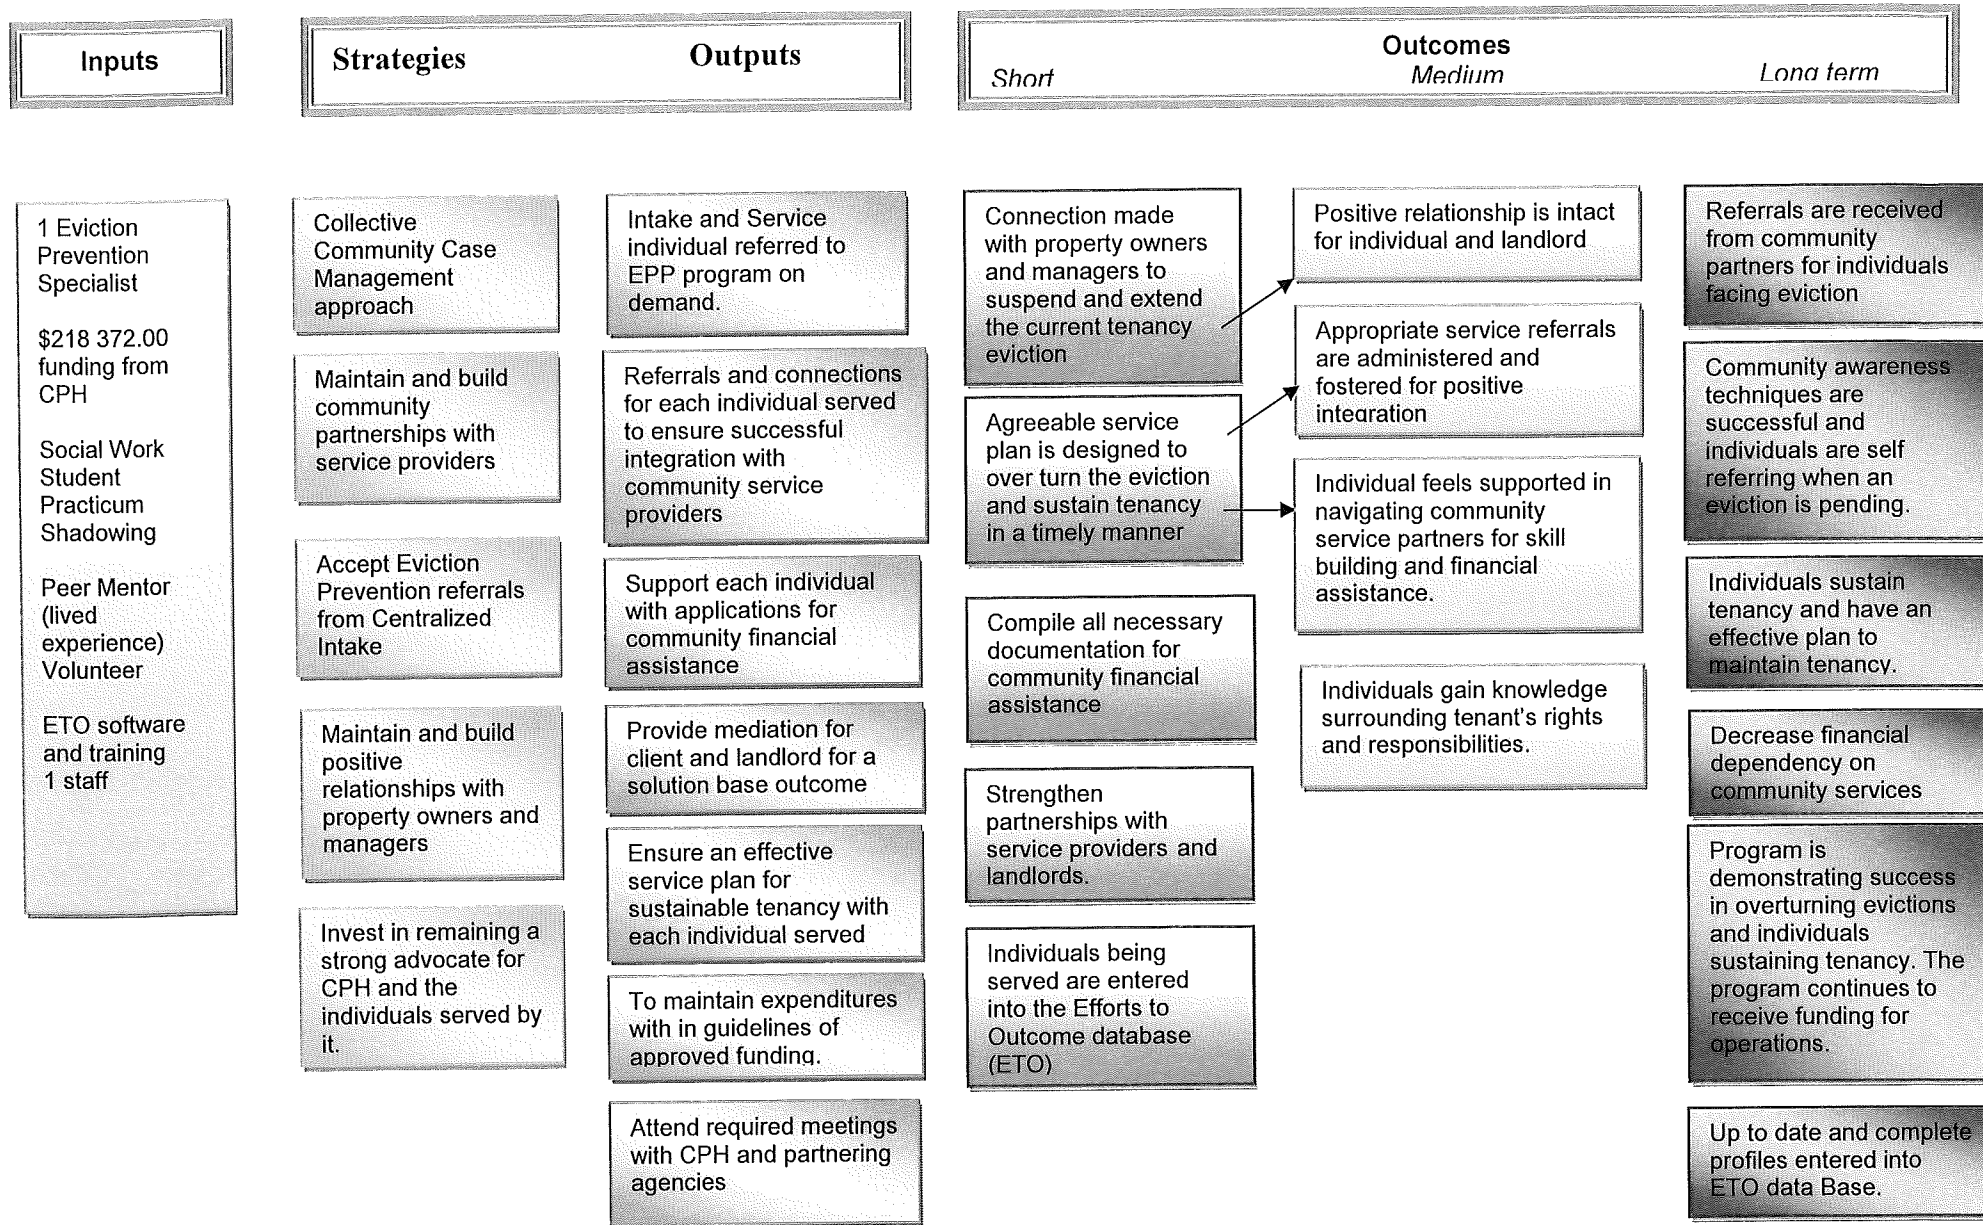 Inputs
Strategies
Outputs
Outcomes
Short
Medium
Long term
1 Eviction
Prevention
Specialist
$218 372.00
funding from
CPH
Social Work
Student
Practicum
Shadowing
Peer Mentor
(lived
experience)
Volunteer
ETO software
and training
1 staff
Collective
Community Case
Management
approach
Maintain and build
community
partnerships with
service providers
Accept Eviction
Prevention referrals
from Centralized
Intake
Maintain and build
positive
relationships with
property owners and
managers
Invest in remaining a
strong advocate for
CPH and the
individuals served by
it.
Intake and Service
individual referred to
EPP program on
demand.
Referrals and connections
for each individual served
to ensure successful
integration with
community service
providers
Support each individual
with applications for
community financial
assistance
Provide mediation for
client and landlord for a
solution base outcome
Ensure an effective
service plan for
sustainable tenancy with
each individual served
To maintain expenditures
with in guidelines of
approved funding.
Attend required meetings
with CPH and partnering
agencies
Connection made
with property owners
and managers to
suspend and extend
the current tenancy
eviction
Agreeable service
plan is designed to
over turn the eviction
and sustain tenancy
in a timely manner
Compile all necessary
documentation for
community financial
assistance
Strengthen
partnerships with
service providers and
landlords.
Individuals being
served are entered
into the Efforts to
Outcome database
(ETO)
Positive relationship is intact
for individual and landlord
Appropriate service referrals
are administered and
fostered for positive
integration
Individual feels supported in
navigating community
service partners for skill
building and financial
assistance.
Individuals gain knowledge
surrounding tenant's rights
and responsibilities.
Referrals are received
from community
partners for individuals
facing eviction
Community awareness
techniques are
successful and
individuals are self
referring when an
eviction is pending.
Individuals sustain
tenancy and have an
effective plan to
maintain tenancy.
Decrease financial
dependency on
community services
Program is
demonstrating success
in overturning evictions
and individuals
sustaining tenancy. The
program continues to
receive funding for
operations.
Up to date and complete
profiles entered into
ETO data Base.